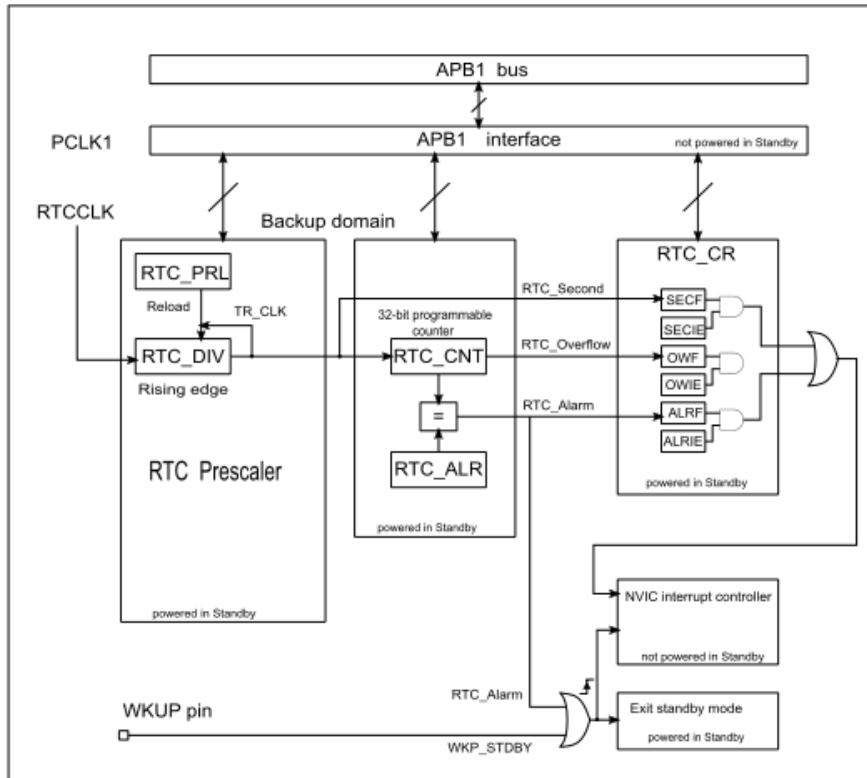 APB1 bus
PCLK1
APB1 interface
not powered in Standby
RTCCLK
Backup domain
RTC_PRL
Reload
TR_CLK
RTC_DIV
Rising edge
RTC Prescaler
powered in Standby
32-bit programmable
counter
RTC_CNT
=
RTC_ALR
powered in Standby
RTC_Second
RTC_Overflow
RTC_Alarm
RTC_CR
SECF
SECIE
OWF
OWIE
ALRF
ALRIE
powered in Standby
NVIC interrupt controller
not powered in Standby
RTC_Alarm
WKUP pin
WKP_STDBY
Exit standby mode
powered in Standby